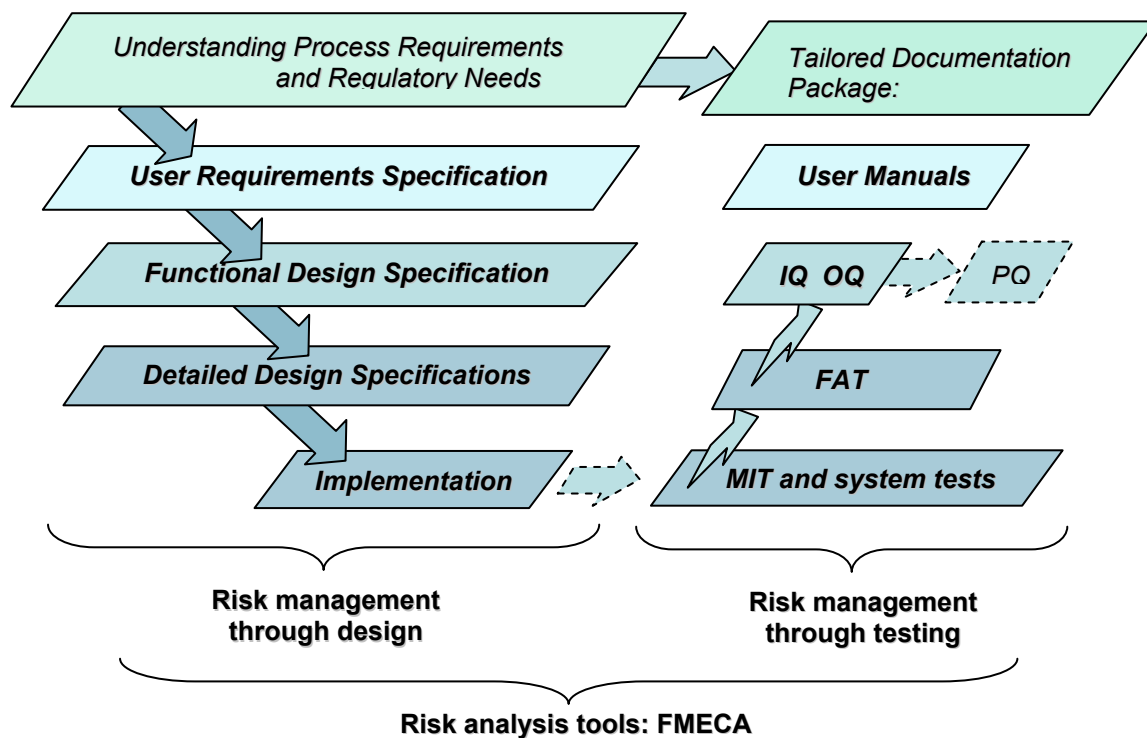 Understanding Process Requirements
and Regulatory Needs
Tailored Documentation
Package:
User Requirements Specification
User Manuals
Functional Design Specification
IQ OQ
PQ
Detailed Design Specifications
FAT
Implementation
MIT and system tests
Risk management
through design
Risk management
through testing
Risk analysis tools: FMECA